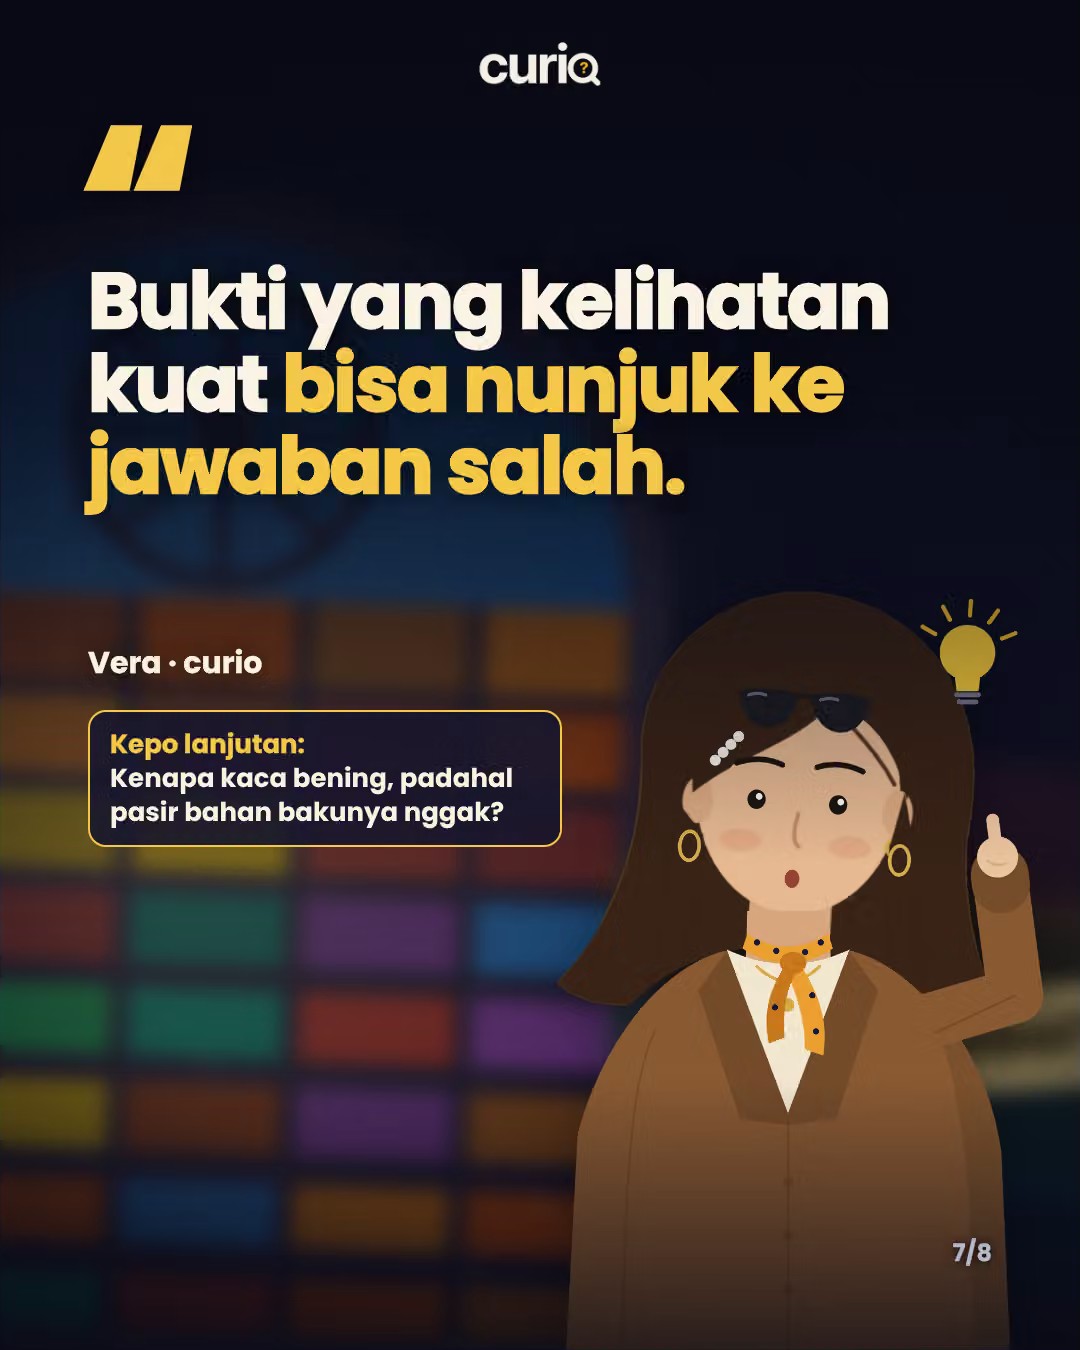 curio
Bukti yang kelihatan
kuat bisa nunjuk ke
jawaban salah.
Vera · curio
Kepo lanjutan:
Kenapa kaca bening, padahal
pasir bahan bakunya nggak?
7/8